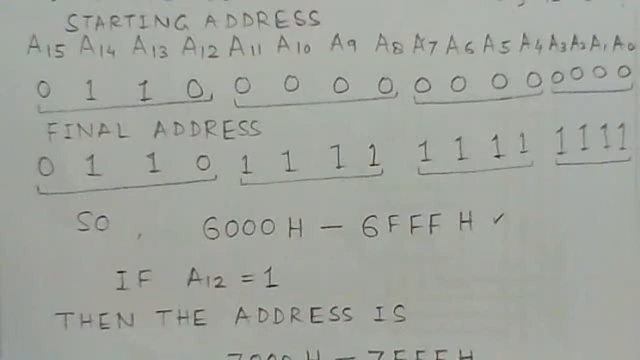 STARTING ADDRESS
A15 A14 A13 A12 A11 A10 A9 A8 A7 A6 A5 A4 A3 A2 A1 A0
0 1 1 0 0 0 0 0 0 0 0 0 0 0 0 0
FINAL ADDRESS
0 1 1 0 1 1 1 1 1 1 1 1 1 1 1 1
SO, 6000 H — 6FFF H ✓
IF A12 = 1
THEN THE ADDRESS IS
7000 H — 7FFF H